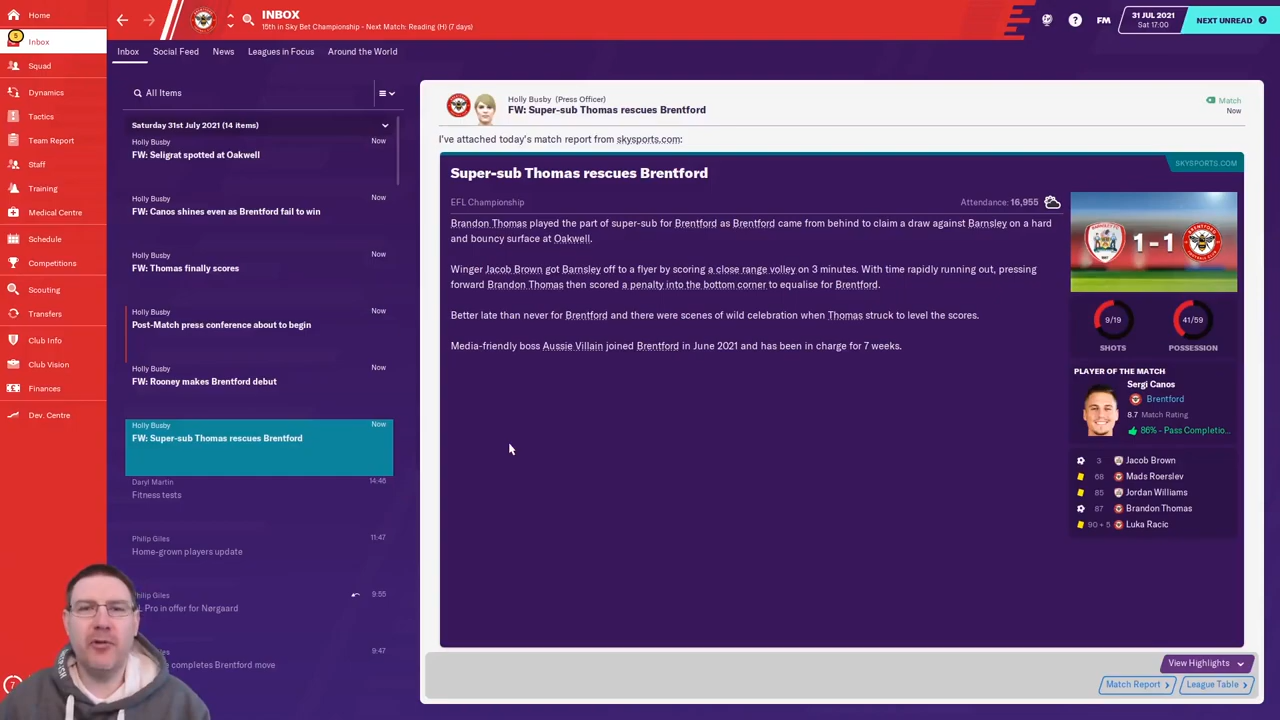 Home
Inbox
5
Squad
Dynamics
Tactics
Team Report
Staff
Training
Medical Centre
Schedule
Competitions
Scouting
Transfers
Club Info
Club Vision
Finances
Dev. Centre
7
INBOX
15th in Sky Bet Championship - Next Match: Reading (H) (7 days)
FM
31 JUL 2021
Sat 17:00
NEXT UNREAD
Inbox Social Feed News Leagues in Focus Around the World
All Items
Saturday 31st July 2021 (14 items)
Holly Busby Now
FW: Seligrat spotted at Oakwell
Holly Busby Now
FW: Canos shines even as Brentford fail to win
Holly Busby Now
FW: Thomas finally scores
Holly Busby Now
Post-Match press conference about to begin
Holly Busby Now
FW: Rooney makes Brentford debut
Holly Busby Now
FW: Super-sub Thomas rescues Brentford
Daryl Martin 14:46
Fitness tests
Philip Giles 11:47
Home-grown players update
Philip Giles 9:55
Pro in offer for Nørgaard
9:47
completes Brentford move
Holly Busby (Press Officer)
FW: Super-sub Thomas rescues Brentford
Match
Now
I've attached today's match report from skysports.com:
SKYSPORTS.COM
Super-sub Thomas rescues Brentford
EFL Championship Attendance: 16,955
Brandon Thomas played the part of super-sub for Brentford as Brentford came from behind to claim a draw against Barnsley on a hard
and bouncy surface at Oakwell.
Winger Jacob Brown got Barnsley off to a flyer by scoring a close range volley on 3 minutes. With time rapidly running out, pressing
forward Brandon Thomas then scored a penalty into the bottom corner to equalise for Brentford.
Better late than never for Brentford and there were scenes of wild celebration when Thomas struck to level the scores.
Media-friendly boss Aussie Villain joined Brentford in June 2021 and has been in charge for 7 weeks.
1-1
9/19 41/59
SHOTS POSSESSION
PLAYER OF THE MATCH
Sergi Canos
Brentford
8.7 Match Rating
86% - Pass Completio...
3 Jacob Brown
68 Mads Roerslev
85 Jordan Williams
87 Brandon Thomas
90 + 5 Luka Racic
View Highlights
Match Report
League Table